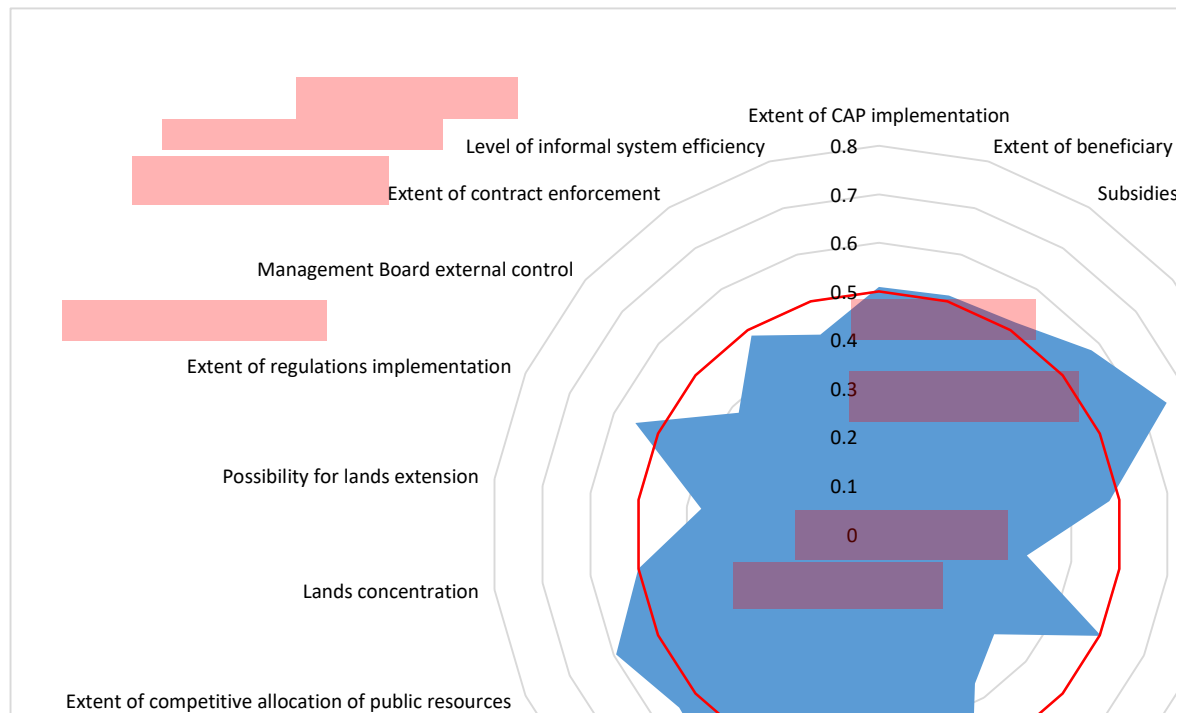 Extent of CAP implementation
Level of informal system efficiency
0.8
Extent of beneficiary
Extent of contract enforcement
0.7
Subsidies
0.6
Management Board external control
0.5
0.4
Extent of regulations implementation
0.3
0.2
Possibility for lands extension
0.1
0
Lands concentration
Extent of competitive allocation of public resources